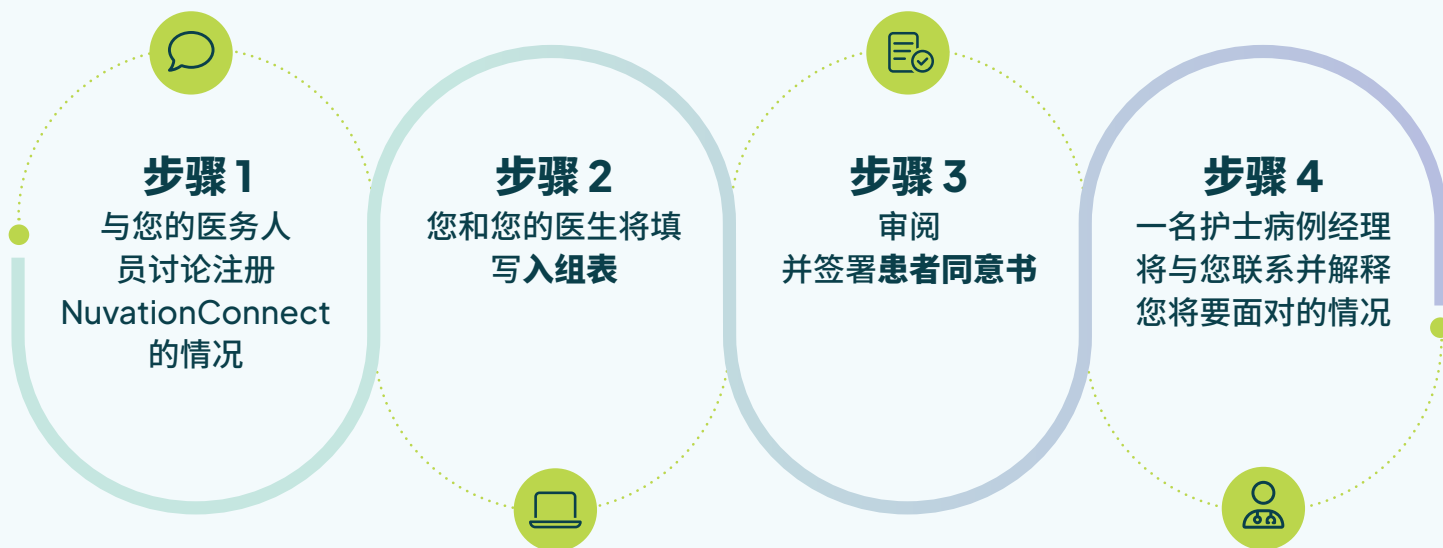 步骤 1
与您的医务人
员讨论注册
NuvationConnect
的情况
步骤 2
您和您的医生将填
写入组表
步骤 3
审阅
并签署患者同意书
步骤 4
一名护士病例经理
将与您联系并解释
您将要面对的情况